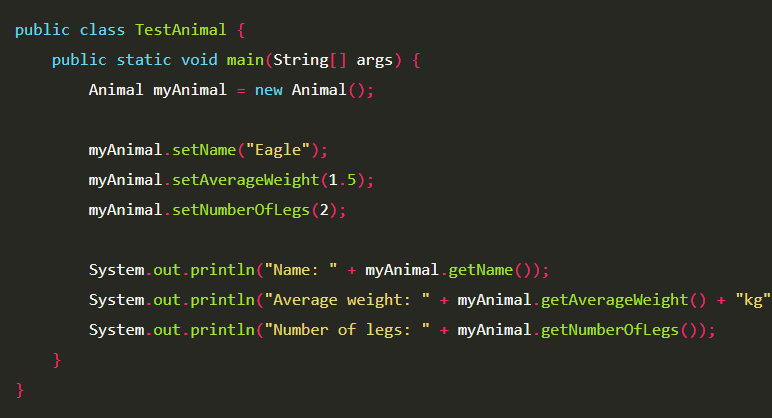 public class TestAnimal {
public static void main(String[] args) {
Animal myAnimal = new Animal();
myAnimal.setName("Eagle");
myAnimal.setAverageWeight(1.5);
myAnimal.setNumberOfLegs(2);
System.out.println("Name: " + myAnimal.getName());
System.out.println("Average weight: " + myAnimal.getAverageWeight() + "kg"
System.out.println("Number of legs: " + myAnimal.getNumberOfLegs());
}
}